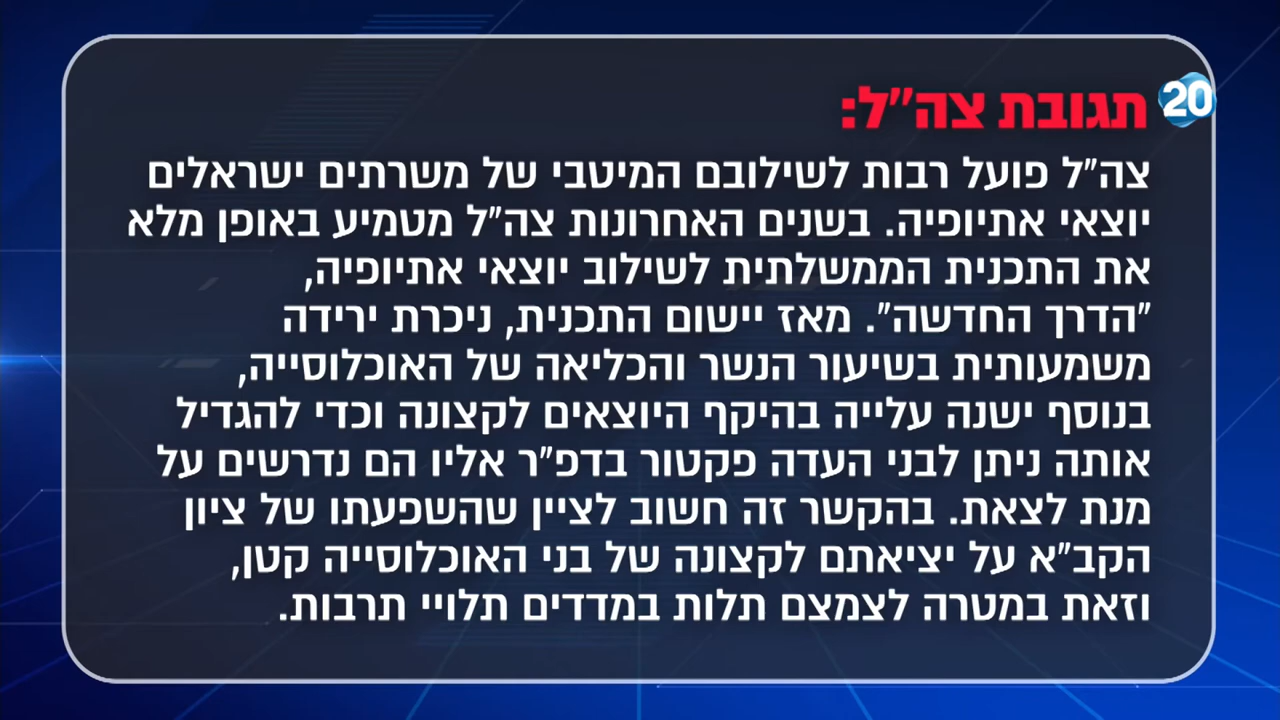 20
תגובת צה"ל:
צה"ל פועל רבות לשילובם המיטבי של משרתים ישראלים
יוצאי אתיופיה. בשנים האחרונות צה"ל מטמיע באופן מלא
את התכנית הממשלתית לשילוב יוצאי אתיופיה,
"הדרך החדשה". מאז יישום התכנית, ניכרת ירידה
משמעותית בשיעור הנשר והכליאה של האוכלוסייה,
בנוסף ישנה עלייה בהיקף היוצאים לקצונה וכדי להגדיל
אותה ניתן לבני העדה פקטור בדפ"ר אליו הם נדרשים על
מנת לצאת. בהקשר זה חשוב לציין שהשפעתו של ציון
הקב"א על יציאתם לקצונה של בני האוכלוסייה קטן,
וזאת במטרה לצמצם תלות במדדים תלויי תרבות.